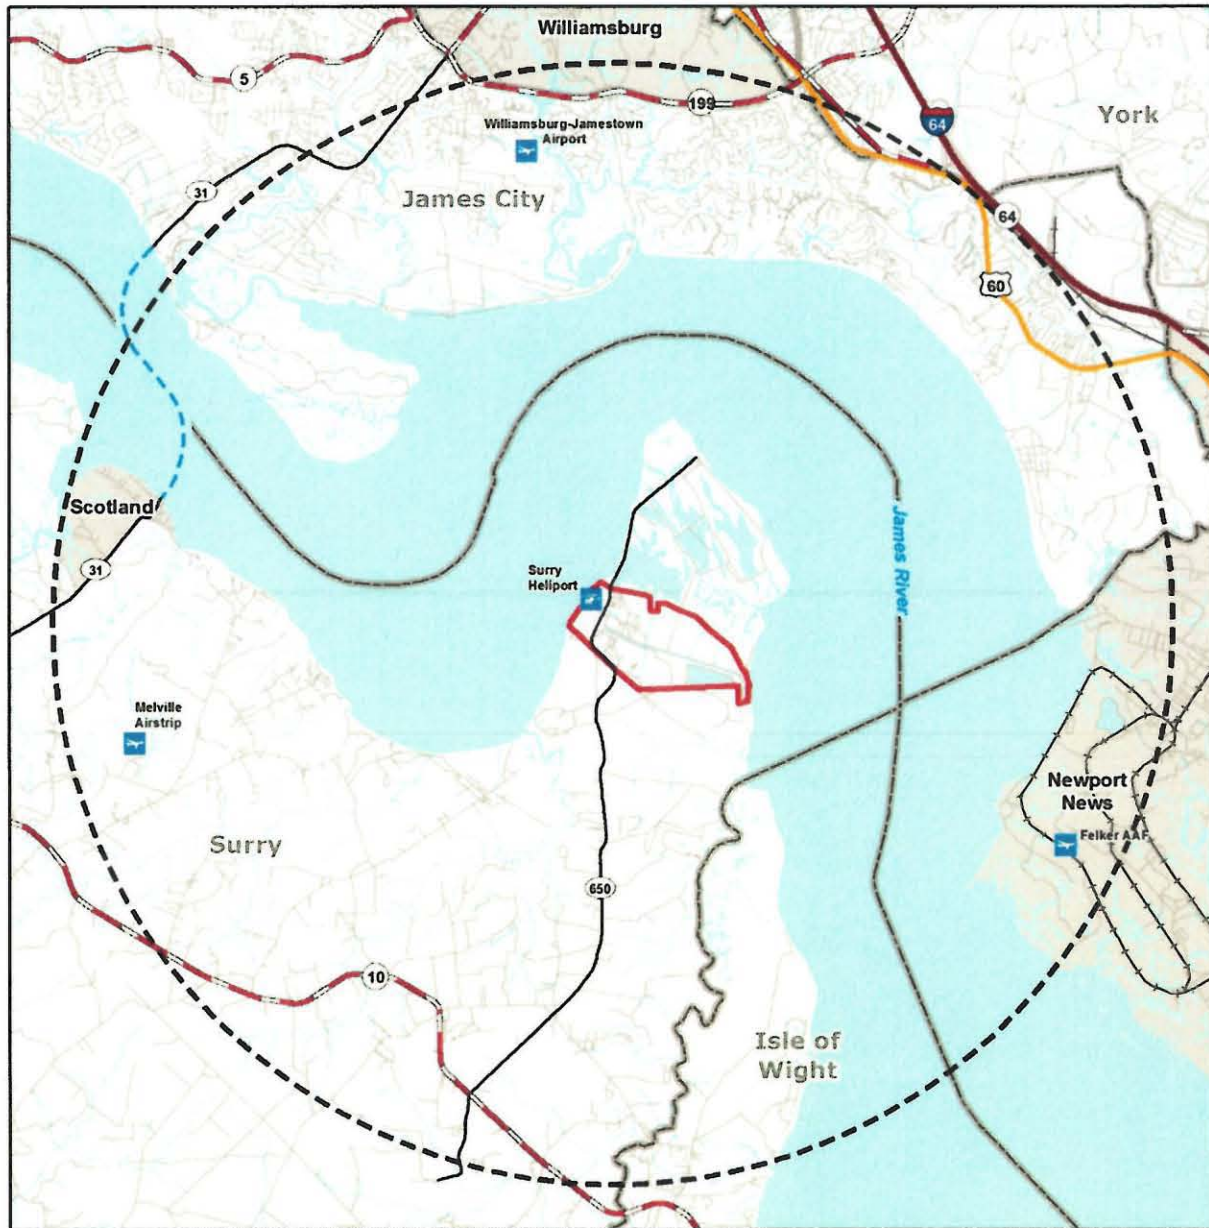 Williamsburg
5
199
64
York
Williamsburg-Jamestown
Airport
31
James City
64
60
Scotland
James River
31
Surry
Heliport
Melville
Airstrip
Newport
News
Felker AAF
Surry
650
10
Isle of
Wight